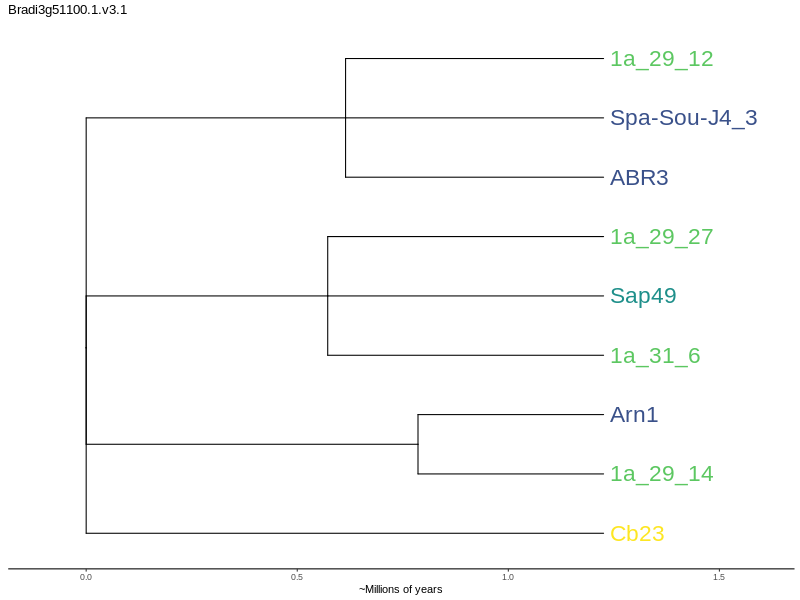 Bradi3g51100.1.v3.1
1a_29_12
Spa-Sou-J4_3
ABR3
1a_29_27
Sap49
1a_31_6
Arn1
1a_29_14
Cb23
0.0 0.5 1.0 1.5
~Millions of years